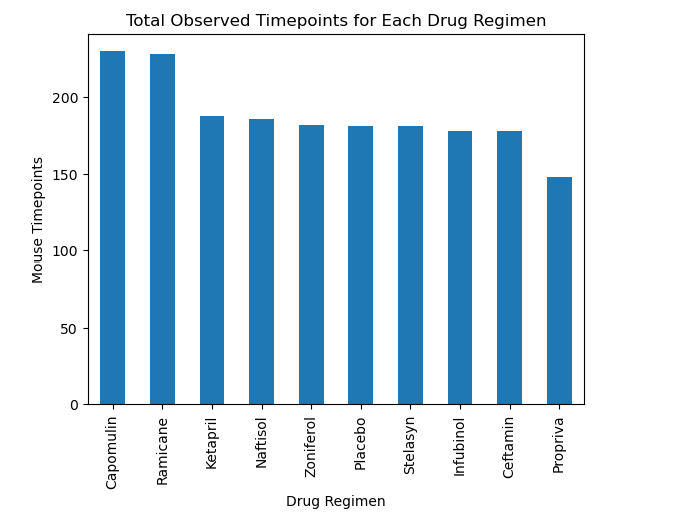 Total Observed Timepoints for Each Drug Regimen
Mouse Timepoints
200
150
100
50
0
Capomulin
Ramicane
Ketapril
Naftisol
Zoniferol
Placebo
Stelasyn
Infubinol
Ceftamin
Propriva
Drug Regimen